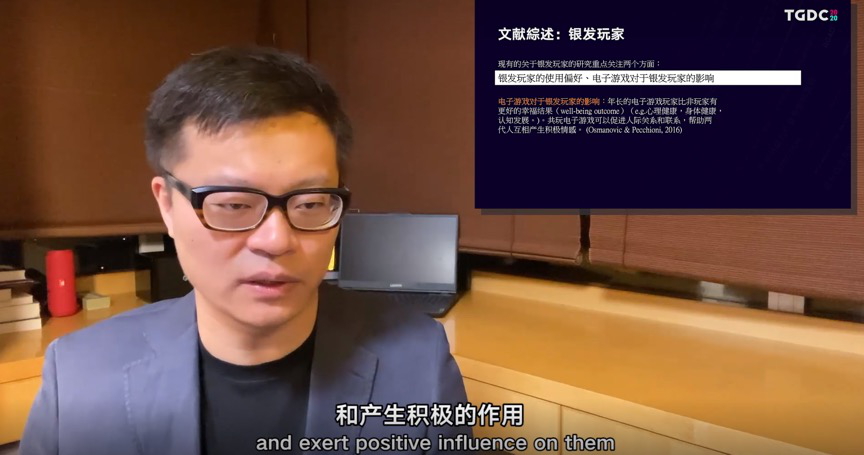 TGDC 2020
文献綜述：银发玩家
现有的关于银发玩家的研究重点关注两个方面：
银发玩家的使用偏好、电子游戏对于银发玩家的影响
电子游戏对于银发玩家的影响：年长的电子游戏玩家比非玩家有
更好的幸福结果（well-being outcome）（e.g.心理健康，身体健康，
认知发展、)。共玩电子游戏可以促进人际关系和联系，帮助两
代人互相产生积极情感。 (Osmanovic & Pecchioni, 2016)
和产生积极的作用
and exert positive influence on them